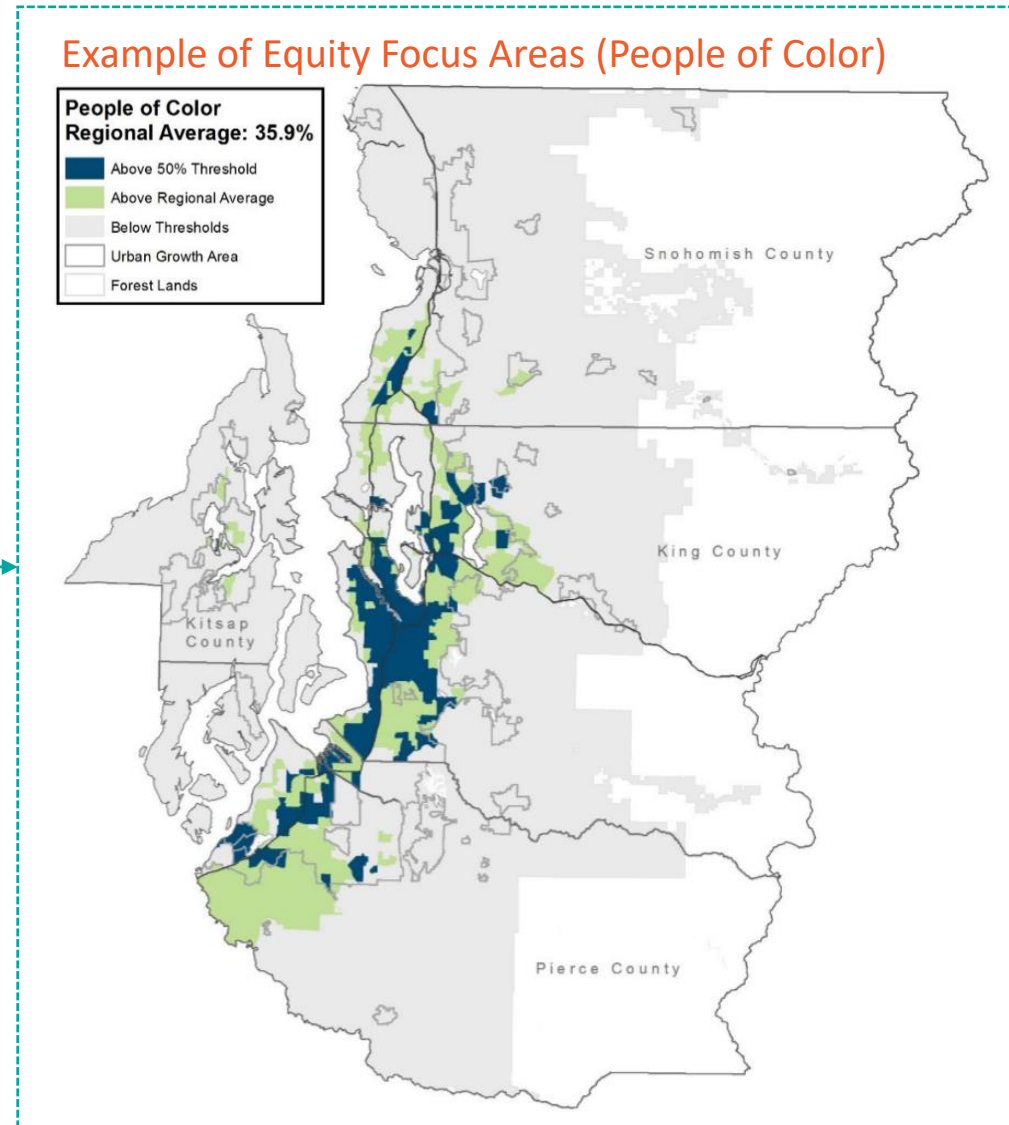 Example of Equity Focus Areas (People of Color)
People of Color
Regional Average: 35.9%
Above 50% Threshold
Above Regional Average
Below Thresholds
Urban Growth Area
Forest Lands
Snohomish County
King County
Kitsap
County
Pierce County